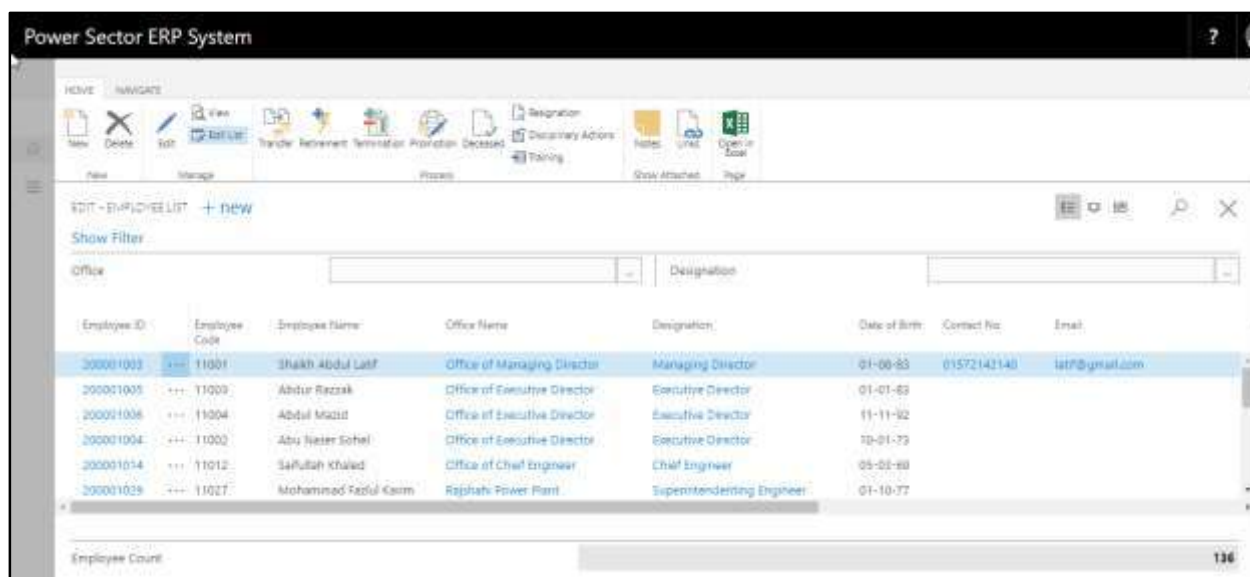 Power Sector ERP System ?
HOME NAVIGATE
New Delete Edit View Edit List Transfer Retirement Termination Promotion Deceased Resignation Disciplinary Actions Training Notes Links Open in Excel
New Manage Process Show Attached Page
EDIT - EMPLOYEE LIST + new
Show Filter
Office ... Designation ...
Employee ID Employee Code Employee Name Office Name Designation Date of Birth Contact No Email
200001003 ... 11001 Shaikh Abdul Latif Office of Managing Director Managing Director 01572142140 latif@gmail.com
200001005 ... 11003 Abdur Razzak Office of Executive Director Executive Director 01-01-83
200001006 ... 11004 Abdul Mazid Office of Executive Director Executive Director 11-11-92
200001004 ... 11002 Abu Naser Sohel Office of Executive Director Executive Director 10-01-73
200001014 ... 11012 Saifullah Khaled Office of Chief Engineer Chief Engineer
200001029 ... 11027 Mohammad Fazlul Karim Rajshahi Power Plant Superintendenting Engineer 01-10-77
Employee Count 136